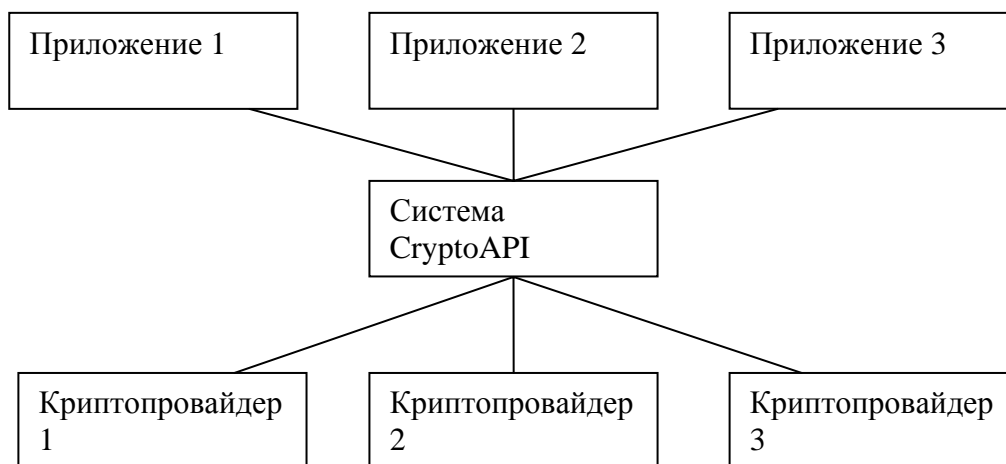 Приложение 1
Приложение 2
Приложение 3
Система
CryptoAPI
Криптопровайдер
1
Криптопровайдер
2
Криптопровайдер
3